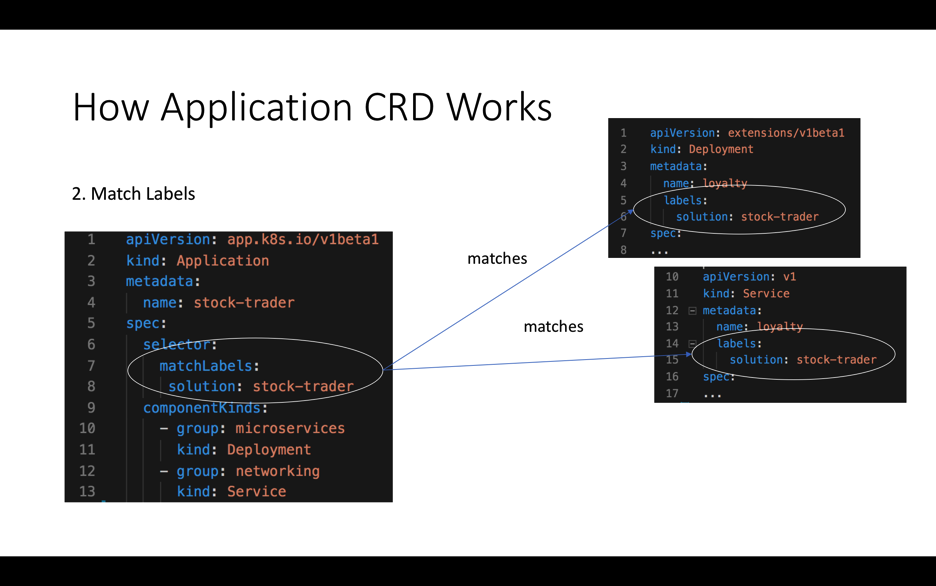 How Application CRD Works
2. Match Labels
1 apiVersion: app.k8s.io/v1beta1
2 kind: Application
3 metadata:
4 name: stock-trader
5 spec:
6 selector:
7 matchLabels:
8 solution: stock-trader
9 componentKinds:
10 - group: microservices
11 kind: Deployment
12 - group: networking
13 kind: Service
matches
matches
1 apiVersion: extensions/v1beta1
2 kind: Deployment
3 metadata:
4 name: loyalty
5 labels:
6 solution: stock-trader
7 spec:
8 ...
10 apiVersion: v1
11 kind: Service
12 metadata:
13 name: loyalty
14 labels:
15 solution: stock-trader
16 spec:
17 ...